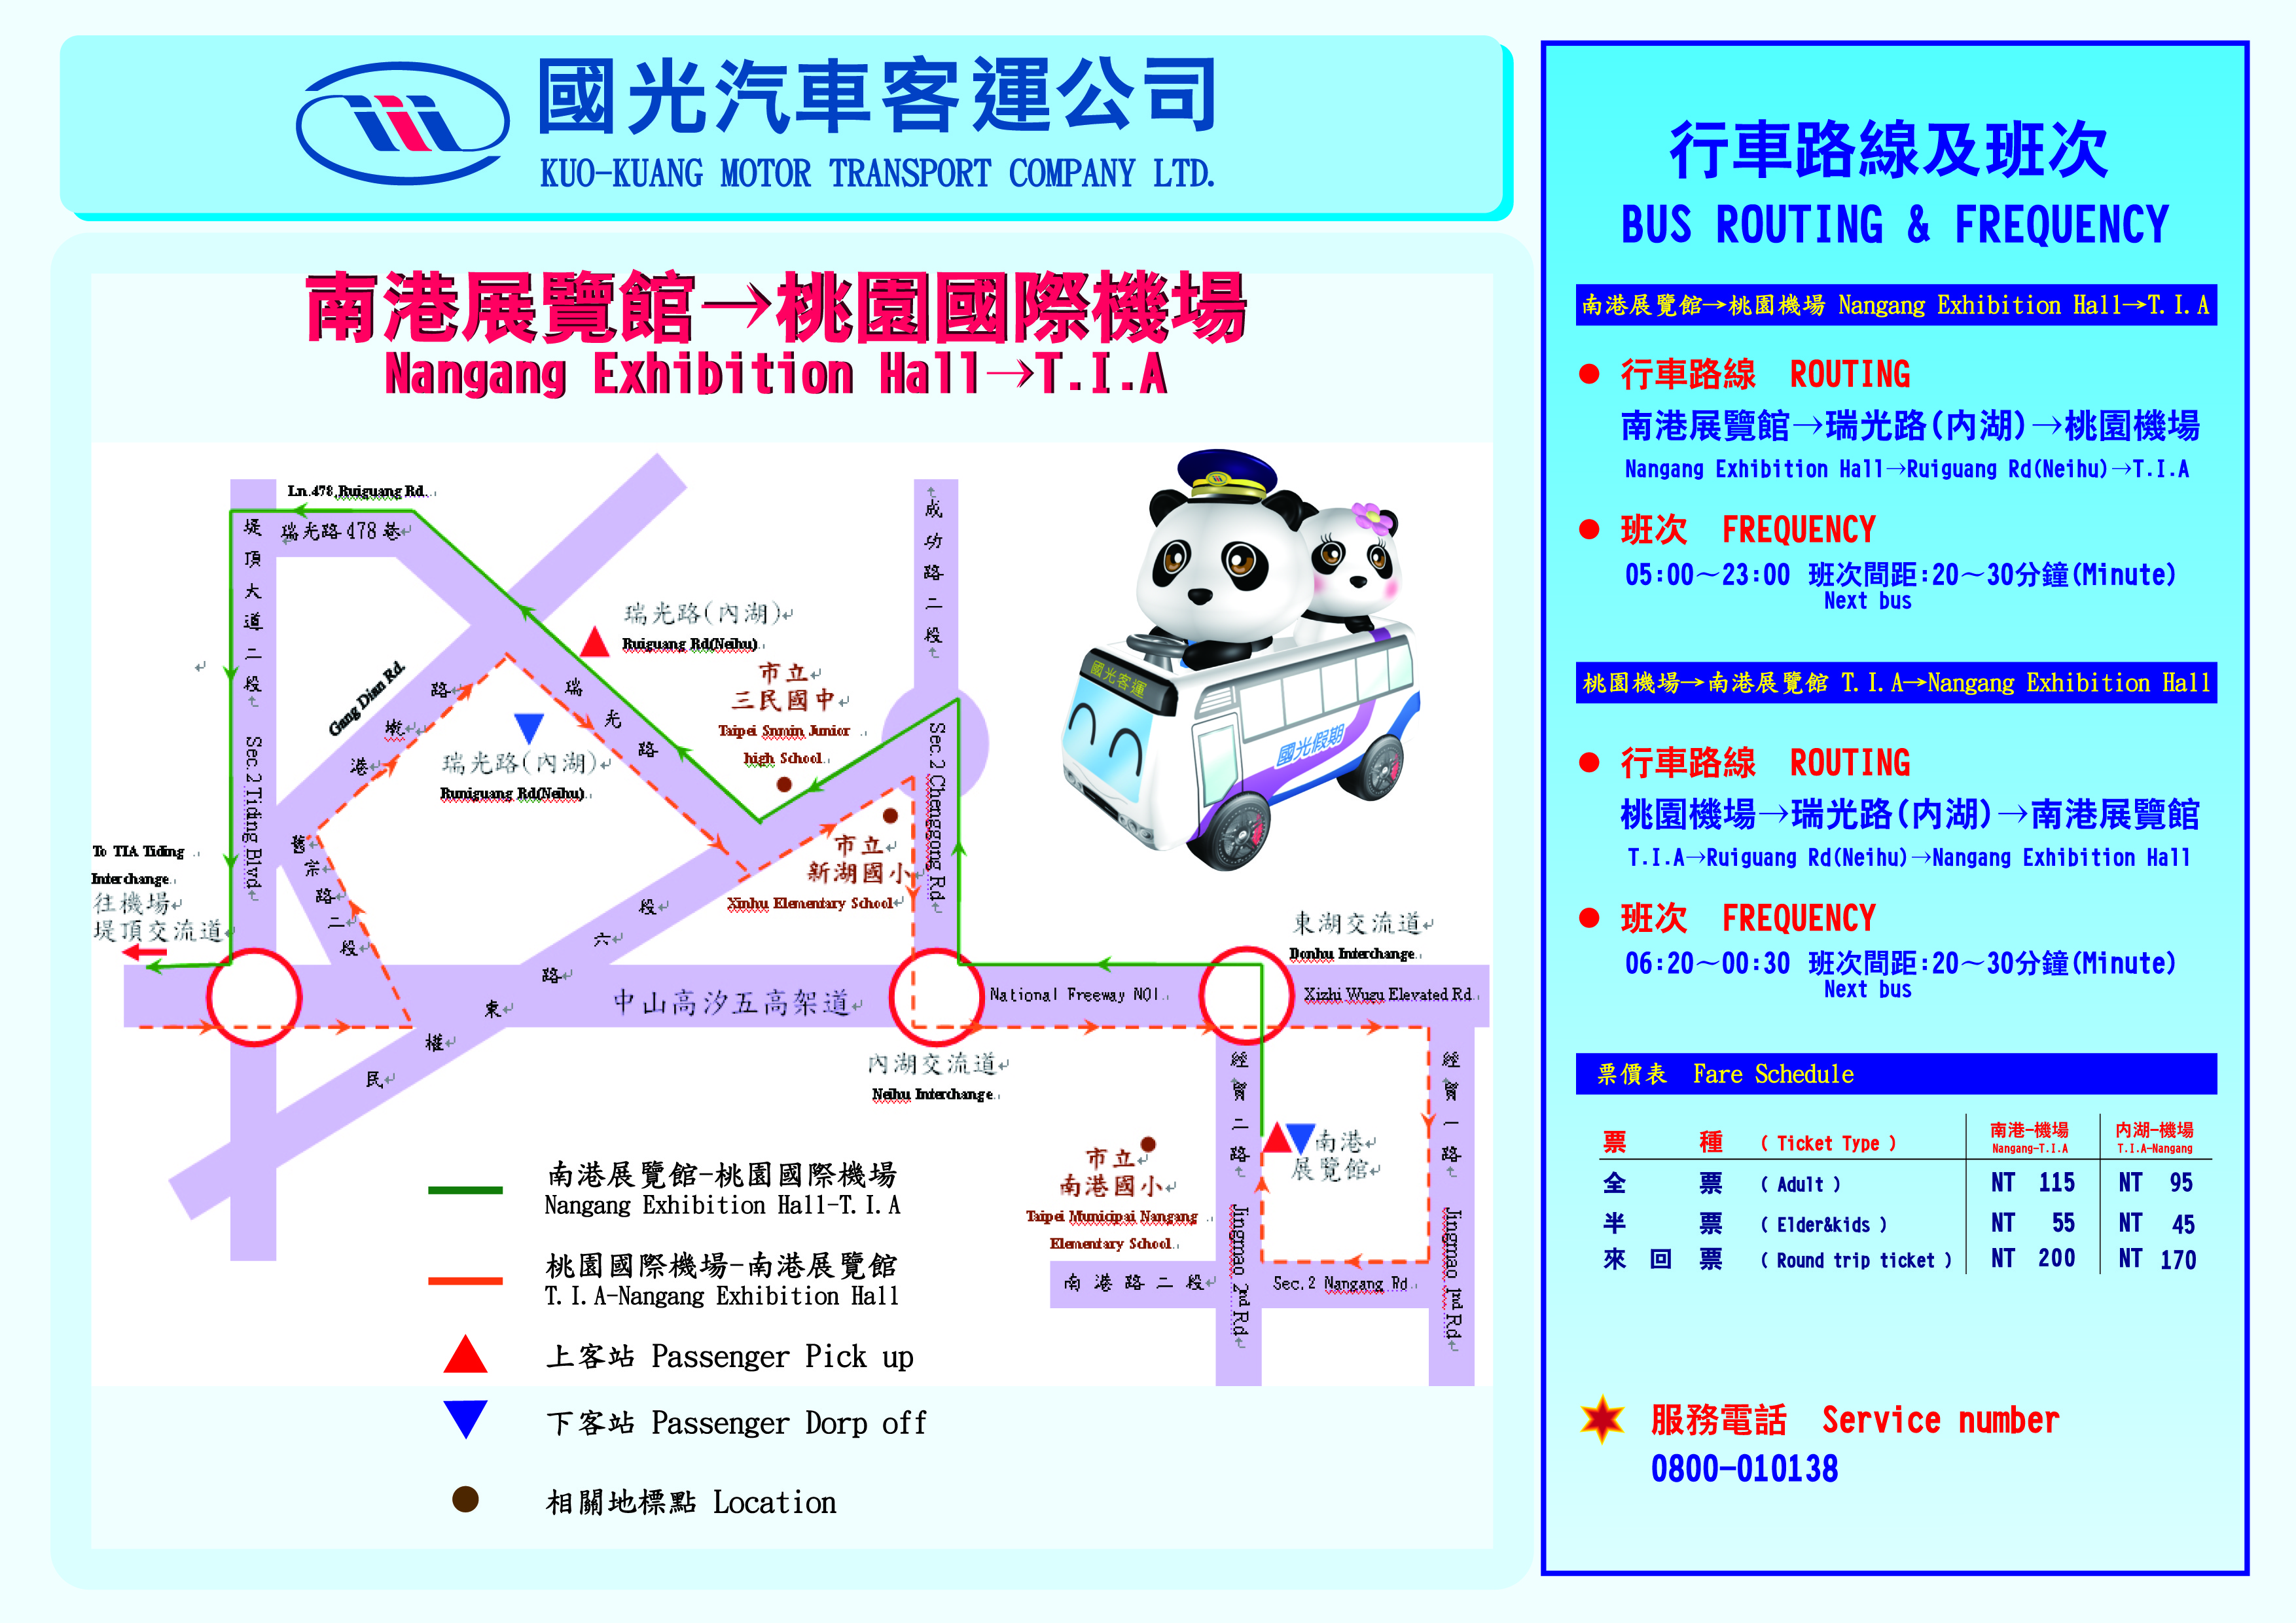 國光汽車客運公司
KUO-KUANG MOTOR TRANSPORT COMPANY LTD.
南港展覽館→桃園國際機場
Nangang Exhibition Hall→T.I.A
Ln.478,Ruiguang Rd.
瑞光路478巷
堤頂大道二段
Sec.2 Tiding Blvd
Gang Dian Rd.
港墘路
瑞光路(內湖)
Ruiguang Rd(Neihu)
瑞光路
瑞光路(內湖)
Runiguang Rd(Neihu)
市立
三民國中
Taipei Snmin Junior
high School
成功路二段
Sec.2 Chenggong Rd
市立
新湖國小
Xinhu Elementary School
舊宗路二段
To TIA Tiding
Interchange
往機場
堤頂交流道
民權東路六段
中山高汐五高架道
National Freeway NO1
東湖交流道
Donhu Interchange
Xizhi Wugu Elevated Rd
內湖交流道
Neihu Interchange
經貿二路
Jingmao 2nd Rd
經貿一路
Jingmao 1nd Rd
南港
展覽館
市立
南港國小
Taipei Municipai Nangang
Elementary School
南港路二段
Sec.2 Nangang Rd
國光客運
國光假期
南港展覽館-桃園國際機場
Nangang Exhibition Hall-T.I.A
桃園國際機場-南港展覽館
T.I.A-Nangang Exhibition Hall
上客站 Passenger Pick up
下客站 Passenger Dorp off
相關地標點 Location
行車路線及班次
BUS ROUTING & FREQUENCY
南港展覽館→桃園機場 Nangang Exhibition Hall→T.I.A
● 行車路線 ROUTING
南港展覽館→瑞光路(內湖)→桃園機場
Nangang Exhibition Hall→Ruiguang Rd(Neihu)→T.I.A
● 班次 FREQUENCY
05:00～23:00 班次間距:20～30分鐘(Minute)
Next bus
桃園機場→南港展覽館 T.I.A→Nangang Exhibition Hall
● 行車路線 ROUTING
桃園機場→瑞光路(內湖)→南港展覽館
T.I.A→Ruiguang Rd(Neihu)→Nangang Exhibition Hall
● 班次 FREQUENCY
06:20～00:30 班次間距:20～30分鐘(Minute)
Next bus
票價表 Fare Schedule
票種 ( Ticket Type ) 南港-機場 內湖-機場
Nangang-T.I.A T.I.A-Nangang
全票 ( Adult ) NT 115 NT 95
半票 ( Elder&kids ) NT 55 NT 45
來回票 ( Round trip ticket ) NT 200 NT 170
服務電話 Service number
0800-010138